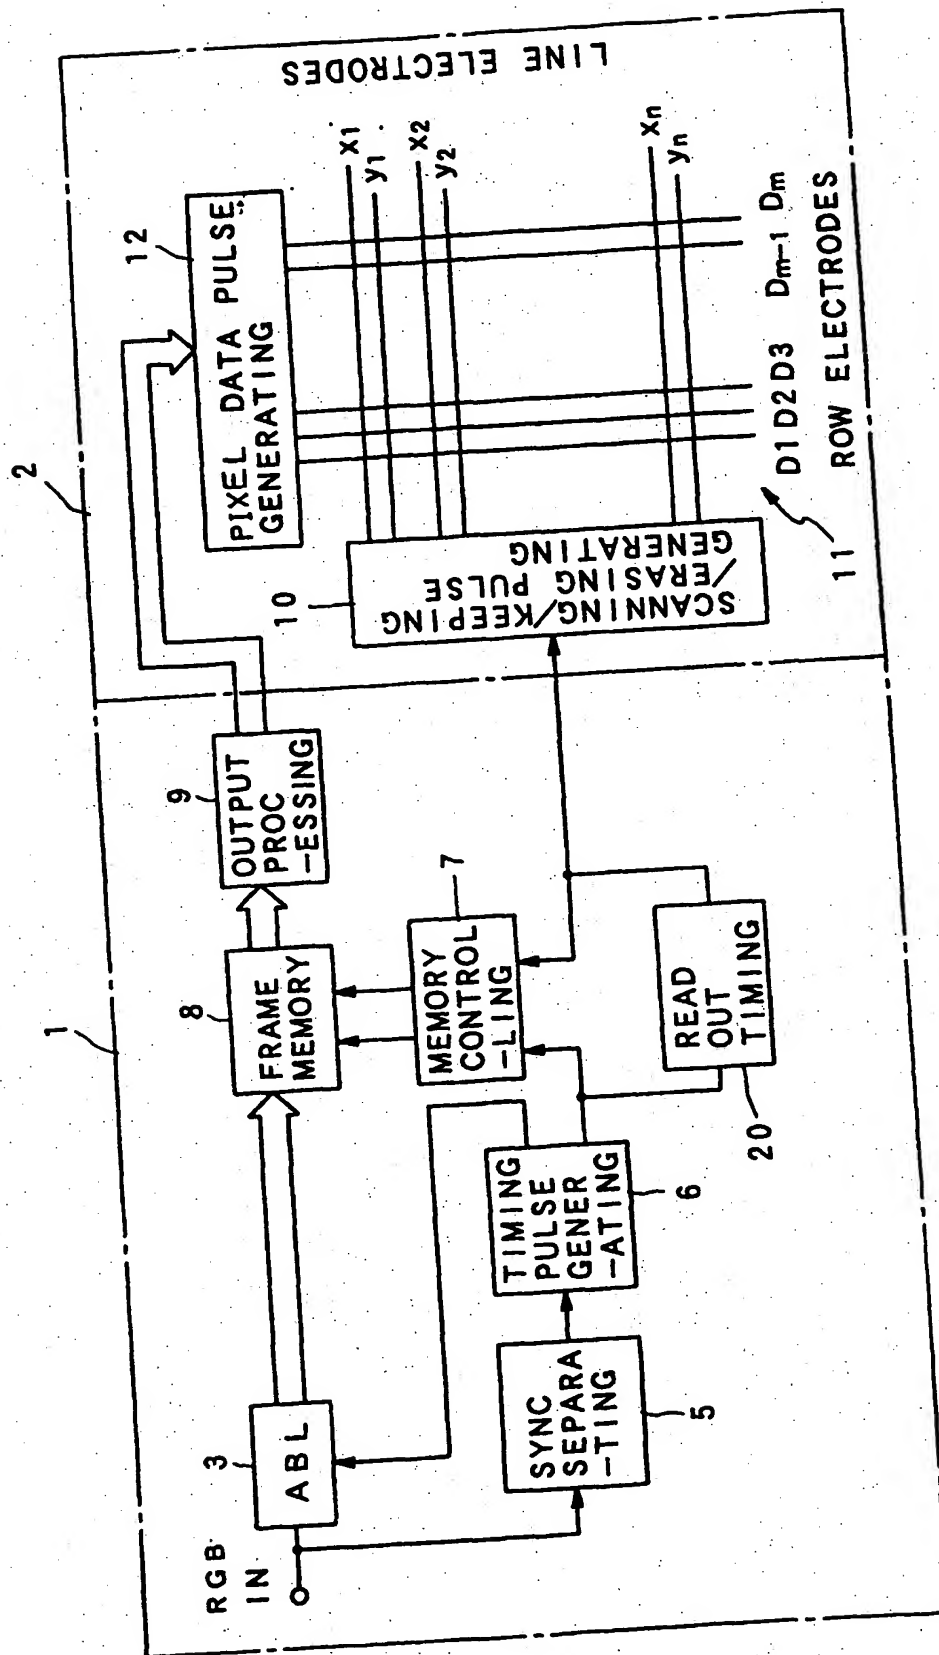 1
2
RGB
IN
3
ABL
8
FRAME
MEMORY
9
OUTPUT
PROC
-ESSING
12
PIXEL DATA PULSE
GENERATING
5
SYNC
SEPARA
-TING
6
TIMING
PULSE
GENER
-ATING
7
MEMORY
CONTROL
-LING
20
READ
OUT
TIMING
10
SCANNING/KEEPING
/ERASING PULSE
GENERATING
x1
y1
x2
y2
xn
yn
LINE ELECTRODES
11
D1 D2 D3 Dm-1 Dm
ROW ELECTRODES